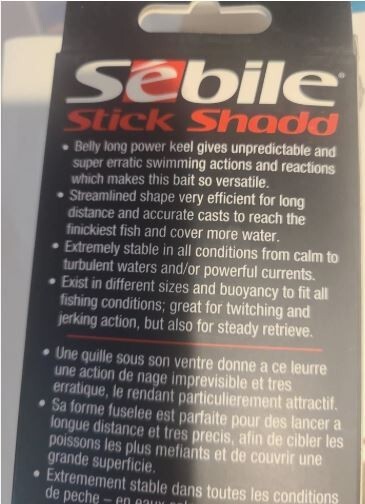 Sébile®
Stick Shadd
• Belly long power keel gives unpredictable and
super erratic swimming actions and reactions
which makes this bait so versatile.
• Streamlined shape very efficient for long
distance and accurate casts to reach the
finickiest fish and cover more water.
• Extremely stable in all conditions from calm to
turbulent waters and/or powerful currents.
• Exist in different sizes and buoyancy to fit all
fishing conditions; great for twitching and
jerking action, but also for steady retrieve.
• Une quille sous son ventre donne a ce leurre
une action de nage imprevisible et tres
erratique, le rendant particulierement attractif.
• Sa forme fuselee est parfaite pour des lancer a
longue distance et tres precis, afin de cibler les
poissons les plus mefiants et de couvrir une
grande superficie.
• Extremement stable dans toutes les conditions
de peche – en eaux